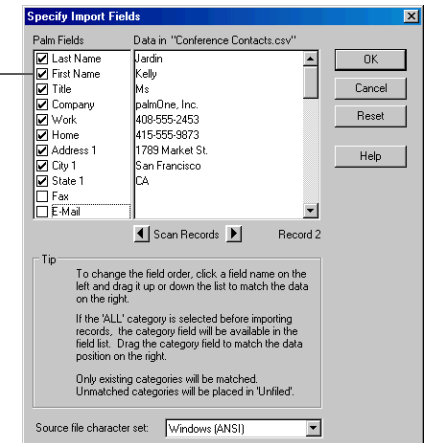 Specify Import Fields
Palm Fields Data in "Conference Contacts.csv"
Last Name Jardin
First Name Kelly
Title Ms
Company palmOne, Inc.
Work 408-555-2453
Home 415-555-9873
Address 1 1789 Market St.
City 1 San Francisco
State 1 CA
Fax
E-Mail
OK
Cancel
Reset
Help
Scan Records Record 2
Tip
To change the field order, click a field name on the
left and drag it up or down the list to match the data
on the right.
If the 'ALL' category is selected before importing
records, the category field will be available in the
field list. Drag the category field to match the data
position on the right.
Only existing categories will be matched.
Unmatched categories will be placed in 'Unfiled'.
Source file character set: Windows (ANSI)